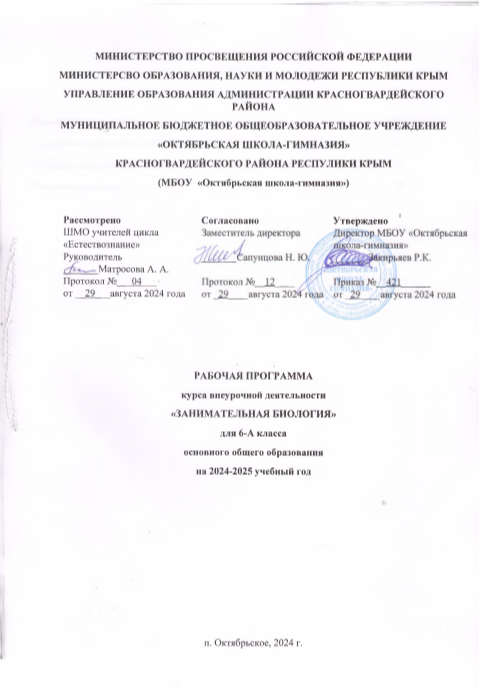 МИНИСТЕРСТВО ПРОСВЕЩЕНИЯ РОССИЙСКОЙ ФЕДЕРАЦИИ
МИНИСТЕРСВО ОБРАЗОВАНИЯ, НАУКИ И МОЛОДЕЖИ РЕСПУБЛИКИ КРЫМ
УПРАВЛЕНИЕ ОБРАЗОВАНИЯ АДМИНИСТРАЦИИ КРАСНОГВАРДЕЙСКОГО
РАЙОНА
МУНИЦИПАЛЬНОЕ БЮДЖЕТНОЕ ОБЩЕОБРАЗОВАТЕЛЬНОЕ УЧРЕЖДЕНИЕ
«ОКТЯБРЬСКАЯ ШКОЛА-ГИМНАЗИЯ»
КРАСНОГВАРДЕЙСКОГО РАЙОНА РЕСПУЛИКИ КРЫМ
(МБОУ «Октябрьская школа-гимназия»)
Рассмотрено
ШМО учителей цикла
«Естествознание»
Руководитель
Матросова А. А.
Протокол № 04
от 29 августа 2024 года
Согласовано
Заместитель директора
Сапунцова Н. Ю.
Протокол № 12
от 29 августа 2024 года
Утверждено
Директор МБОУ «Октябрьская
школа-гимназия»
Закирьяев Р.К.
Приказ № 421
от 29 августа 2024 года
РАБОЧАЯ ПРОГРАММА
курса внеурочной деятельности
«ЗАНИМАТЕЛЬНАЯ БИОЛОГИЯ»
для 6-А класса
основного общего образования
на 2024-2025 учебный год
п. Октябрьское, 2024 г.